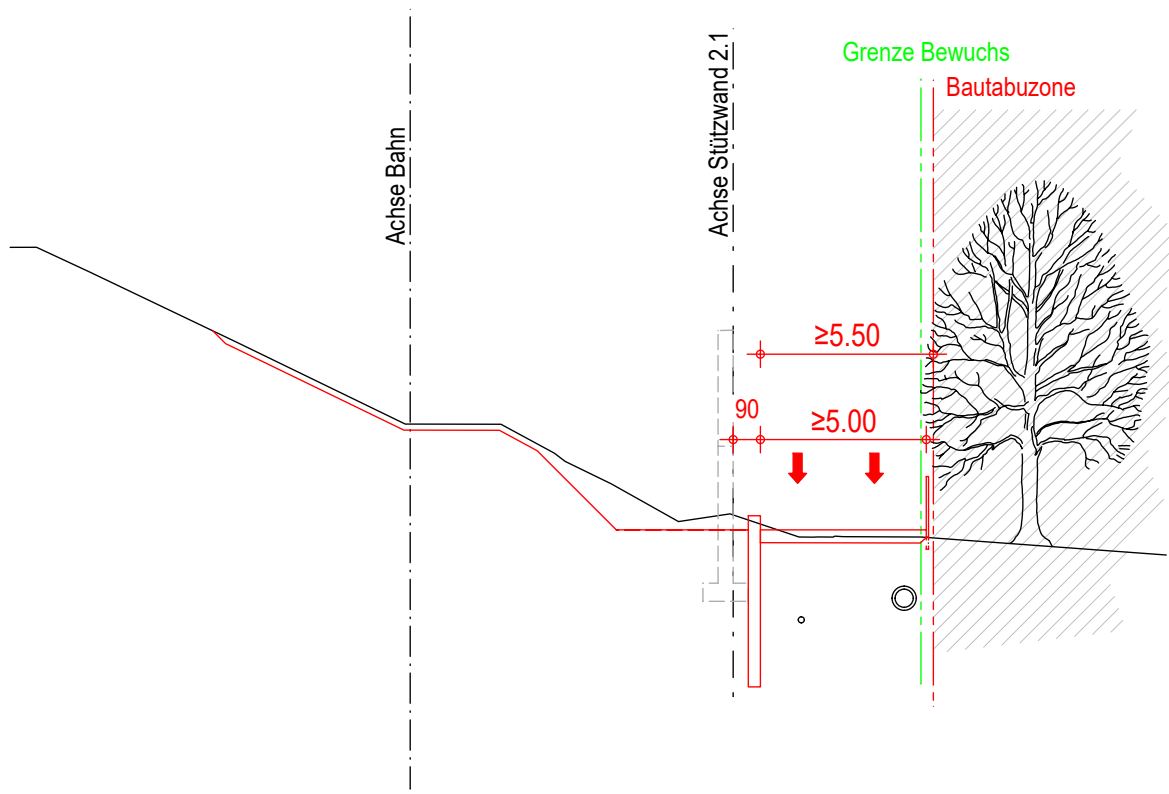 Grenze Bewuchs
Bautabuzone
Achse Bahn
Achse Stützwand 2.1
≥5.50
90
≥5.00